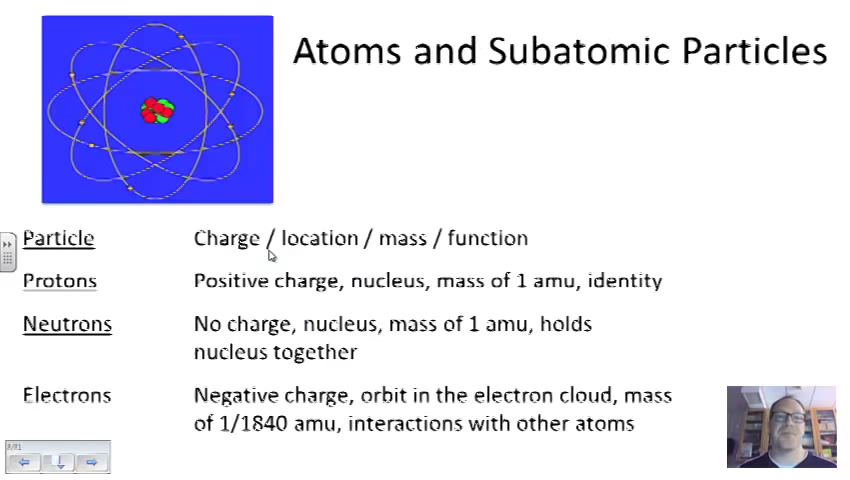 Atoms and Subatomic Particles
Particle Charge / location / mass / function
Protons Positive charge, nucleus, mass of 1 amu, identity
Neutrons No charge, nucleus, mass of 1 amu, holds
nucleus together
Electrons Negative charge, orbit in the electron cloud, mass
of 1/1840 amu, interactions with other atoms